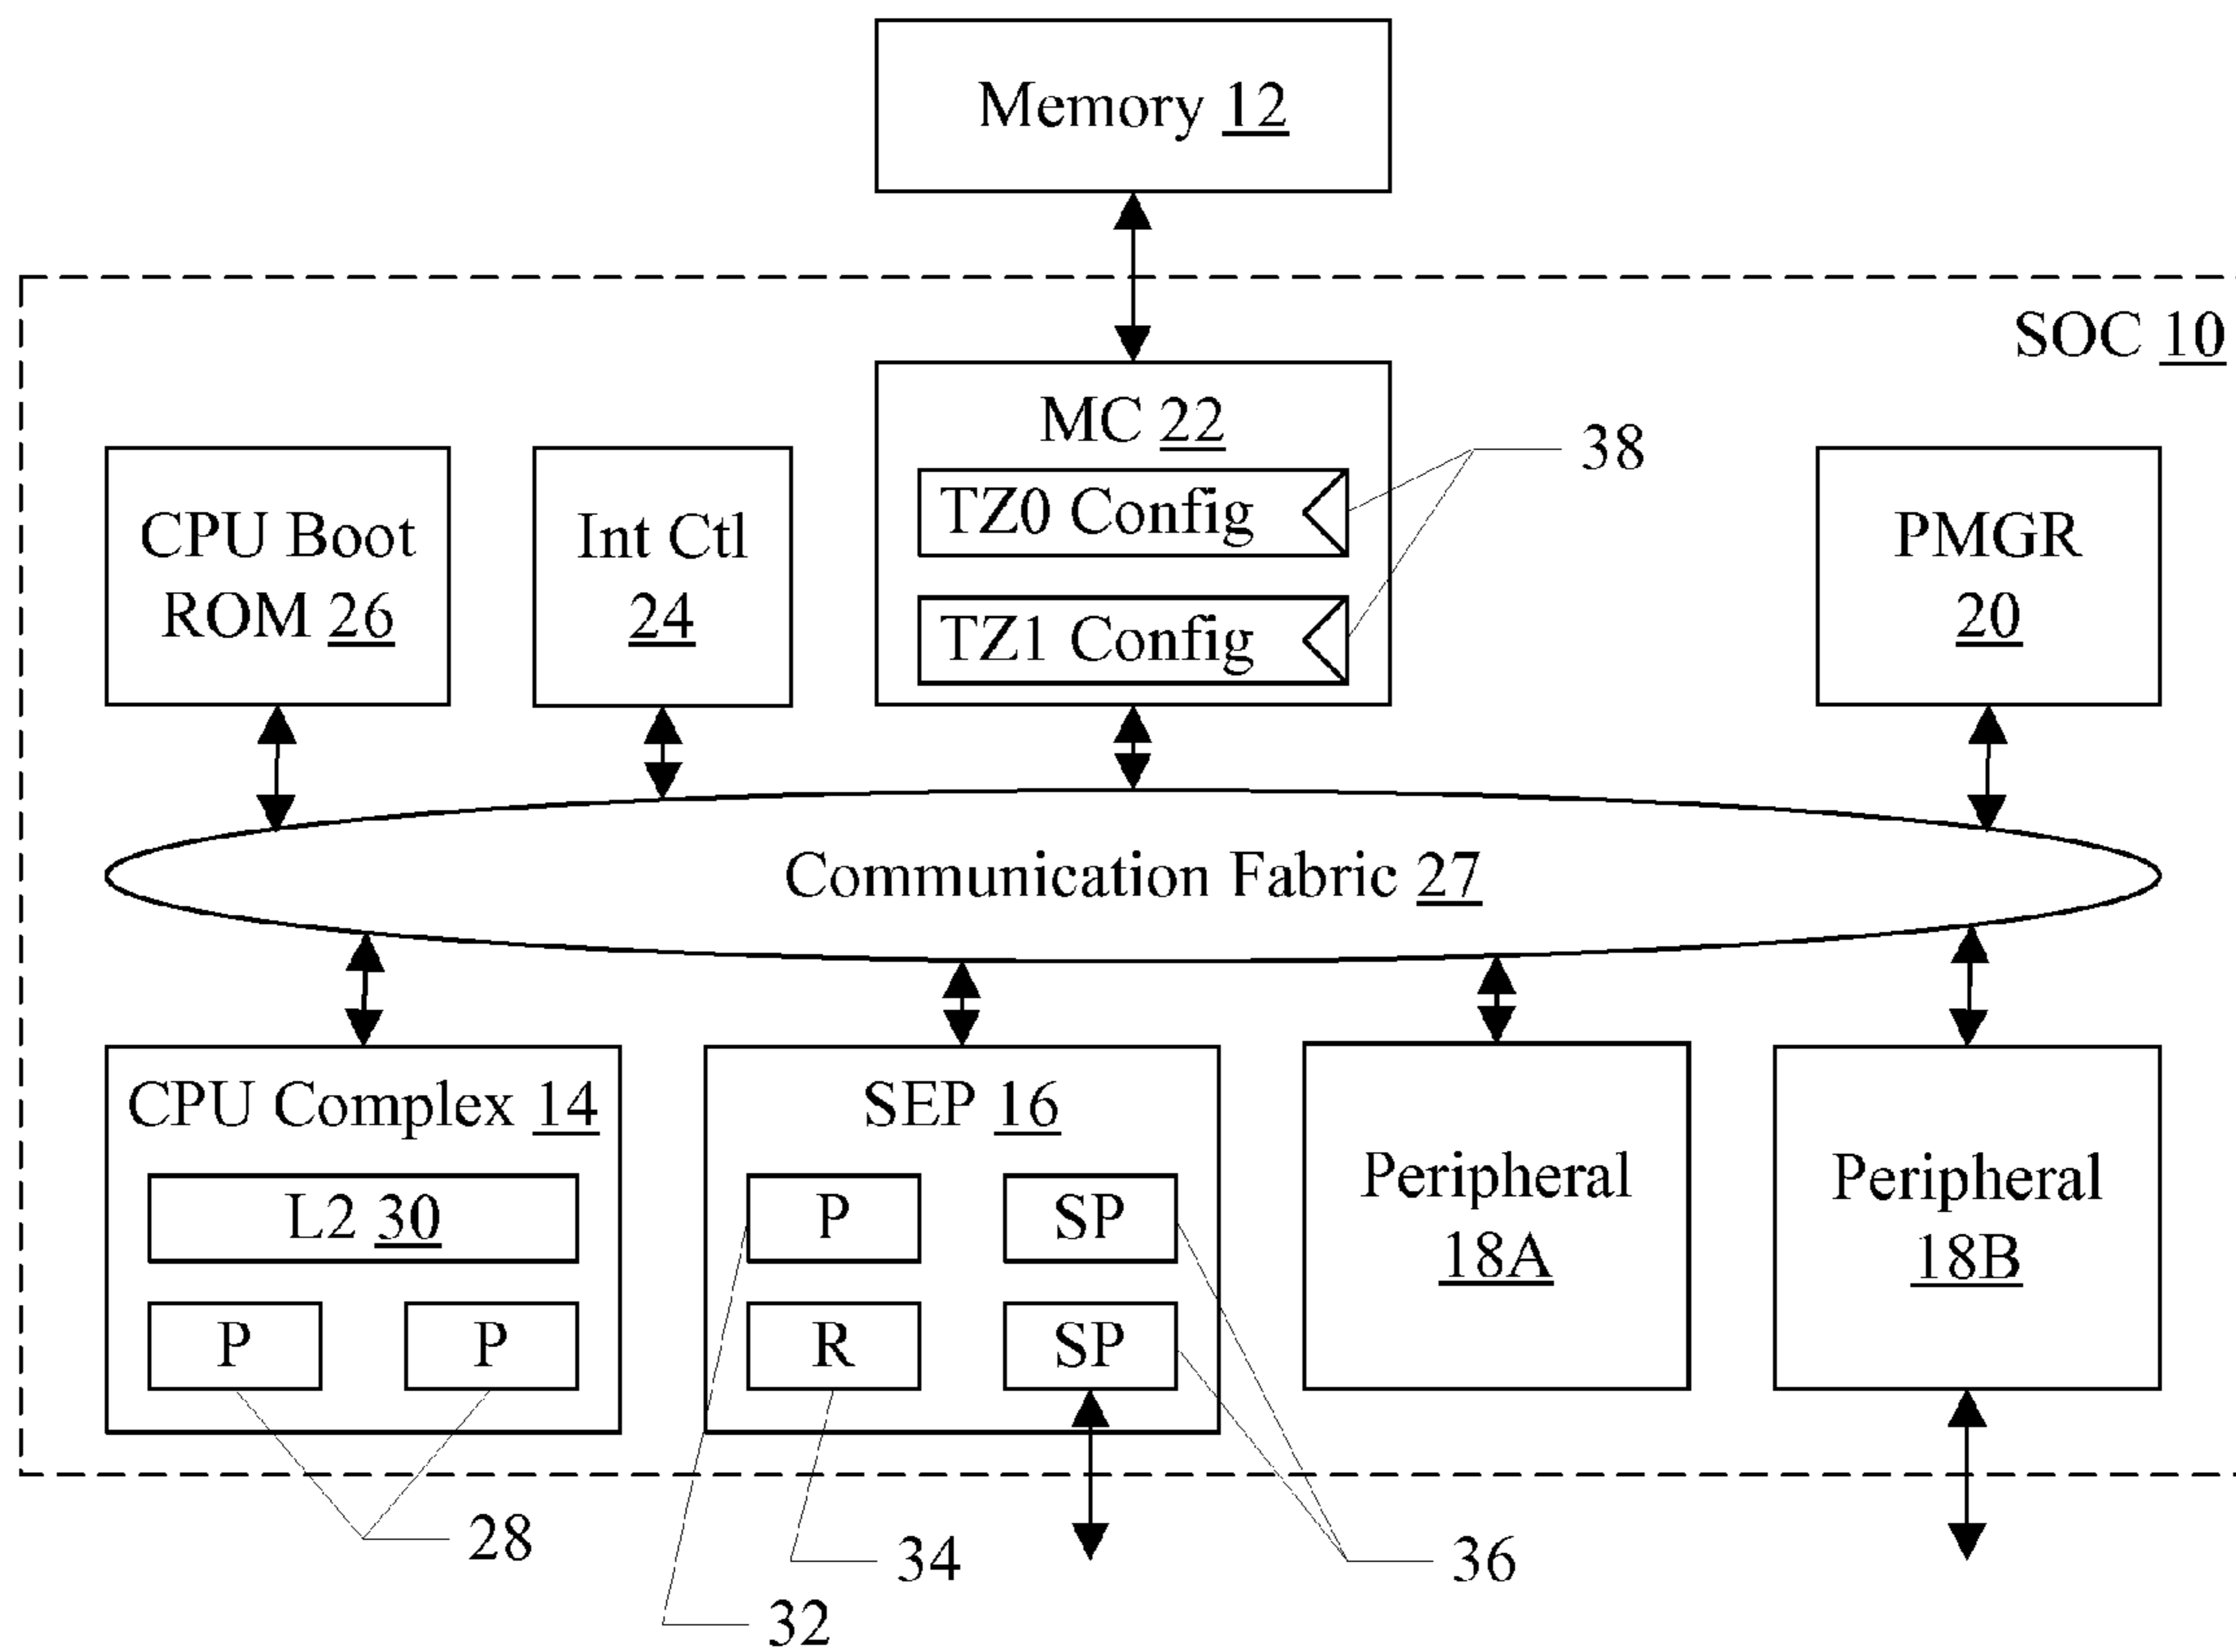 Memory 12
SOC 10
MC 22
38
TZ0 Config
TZ1 Config
CPU Boot
ROM 26
Int Ctl
24
PMGR
20
Communication Fabric 27
CPU Complex 14
L2 30
P
P
SEP 16
P
SP
R
SP
Peripheral
18A
Peripheral
18B
28
34
36
32